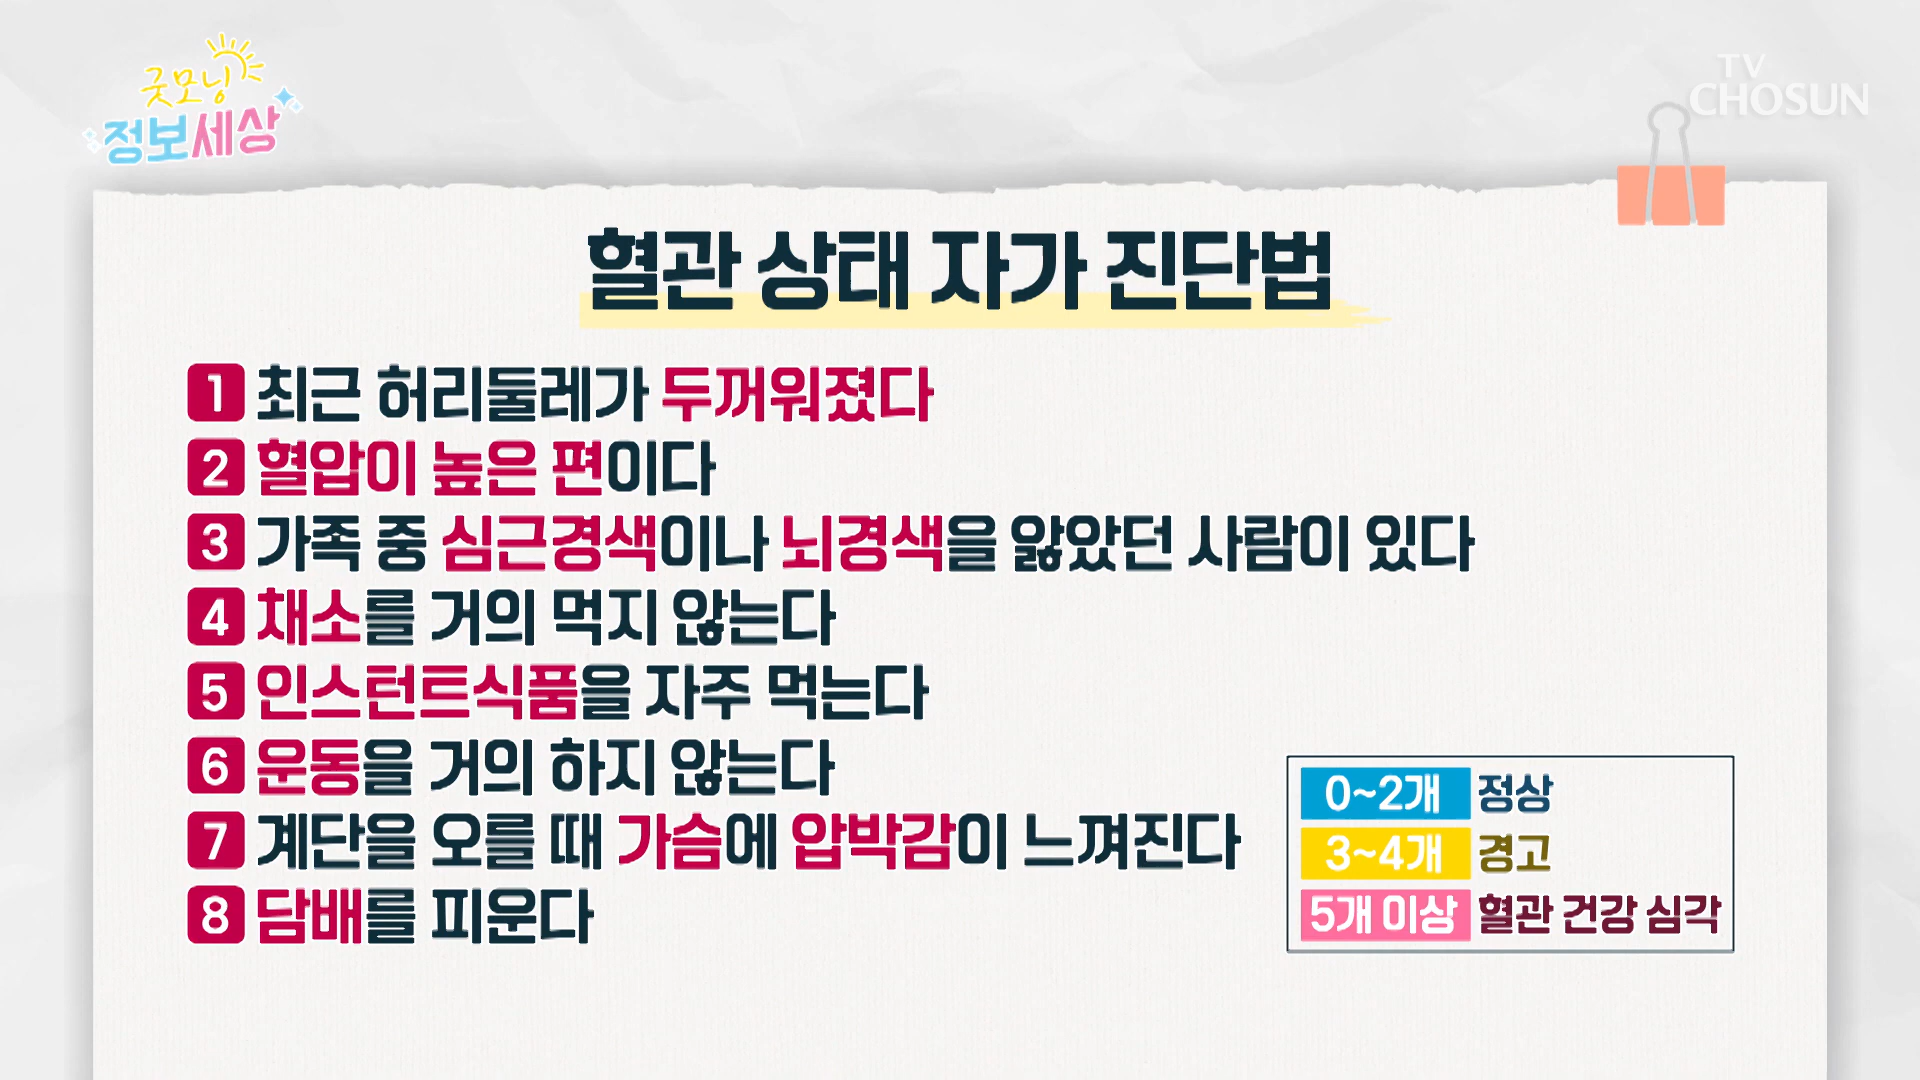 굿모닝
정보세상
TV
CHOSUN
혈관 상태 자가 진단법
1 최근 허리둘레가 두꺼워졌다
2 혈압이 높은 편이다
3 가족 중 심근경색이나 뇌경색을 앓았던 사람이 있다
4 채소를 거의 먹지 않는다
5 인스턴트식품을 자주 먹는다
6 운동을 거의 하지 않는다
7 계단을 오를 때 가슴에 압박감이 느껴진다
8 담배를 피운다
0~2개 정상
3~4개 경고
5개 이상 혈관 건강 심각